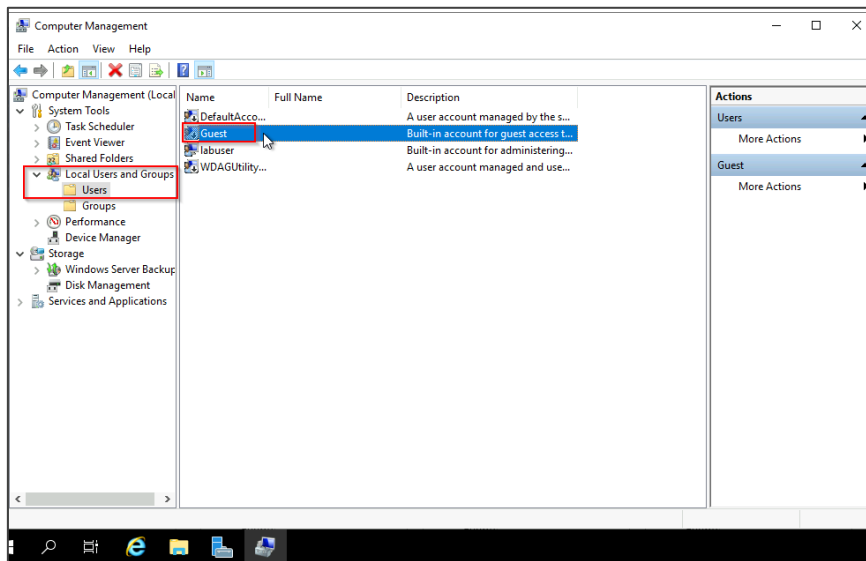 Computer Management
File Action View Help
Computer Management (Local
System Tools
Task Scheduler
Event Viewer
Shared Folders
Local Users and Groups
Users
Groups
Performance
Device Manager
Storage
Windows Server Backup
Disk Management
Services and Applications
Name Full Name Description
DefaultAcco... A user account managed by the s...
Guest Built-in account for guest access t...
labuser Built-in account for administering...
WDAGUtility... A user account managed and use...
Actions
Users
More Actions
Guest
More Actions